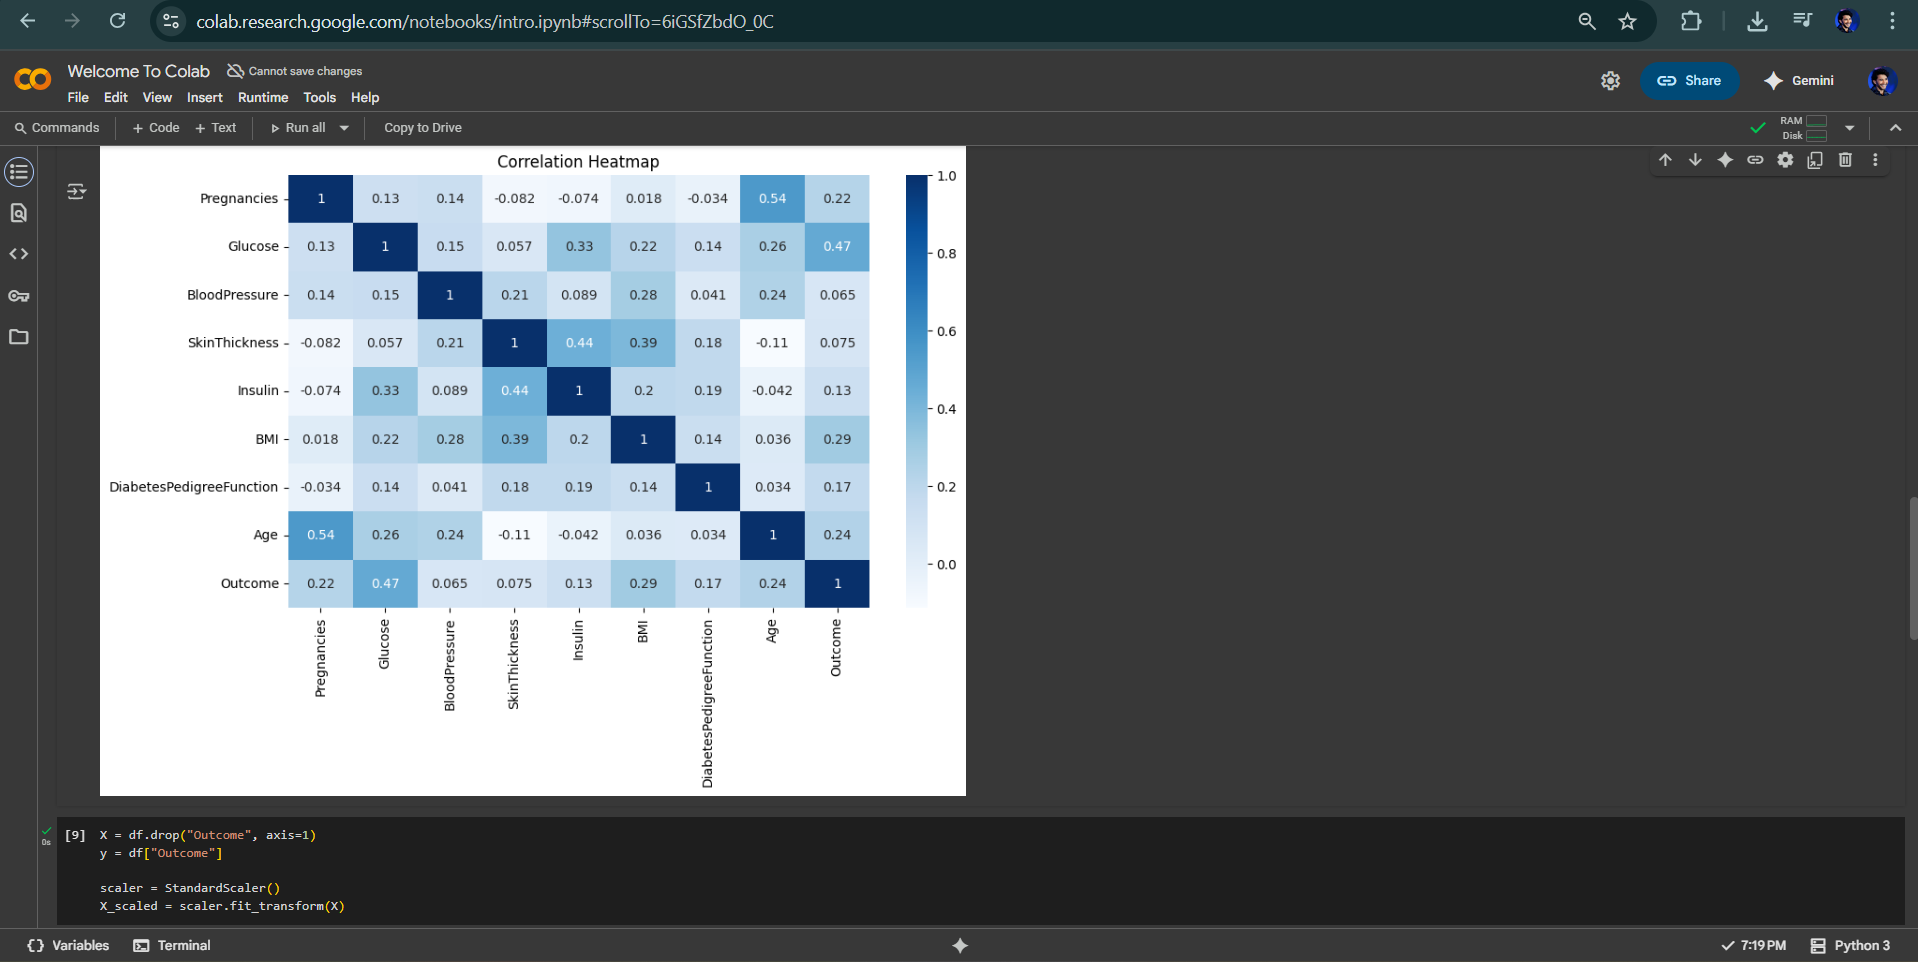 colab.research.google.com/notebooks/intro.ipynb#scrollTo=6iGSfZbdO_0C
Welcome To Colab
Cannot save changes
File Edit View Insert Runtime Tools Help
Share
Gemini
Commands + Code + Text Run all Copy to Drive
RAM
Disk
Correlation Heatmap
Pregnancies 1 0.13 0.14 -0.082 -0.074 0.018 -0.034 0.54 0.22
Glucose 0.13 1 0.15 0.057 0.33 0.22 0.14 0.26 0.47
BloodPressure 0.14 0.15 1 0.21 0.089 0.28 0.041 0.24 0.065
SkinThickness -0.082 0.057 0.21 1 0.44 0.39 0.18 -0.11 0.075
Insulin -0.074 0.33 0.089 0.44 1 0.2 0.19 -0.042 0.13
BMI 0.018 0.22 0.28 0.39 0.2 1 0.14 0.036 0.29
DiabetesPedigreeFunction -0.034 0.14 0.041 0.18 0.19 0.14 1 0.034 0.17
Age 0.54 0.26 0.24 -0.11 -0.042 0.036 0.034 1 0.24
Outcome 0.22 0.47 0.065 0.075 0.13 0.29 0.17 0.24 1
Pregnancies
Glucose
BloodPressure
SkinThickness
Insulin
BMI
DiabetesPedigreeFunction
Age
Outcome
1.0
0.8
0.6
0.4
0.2
0.0
0s
[9] X = df.drop("Outcome", axis=1)
y = df["Outcome"]
scaler = StandardScaler()
X_scaled = scaler.fit_transform(X)
{} Variables Terminal
7:19 PM Python 3